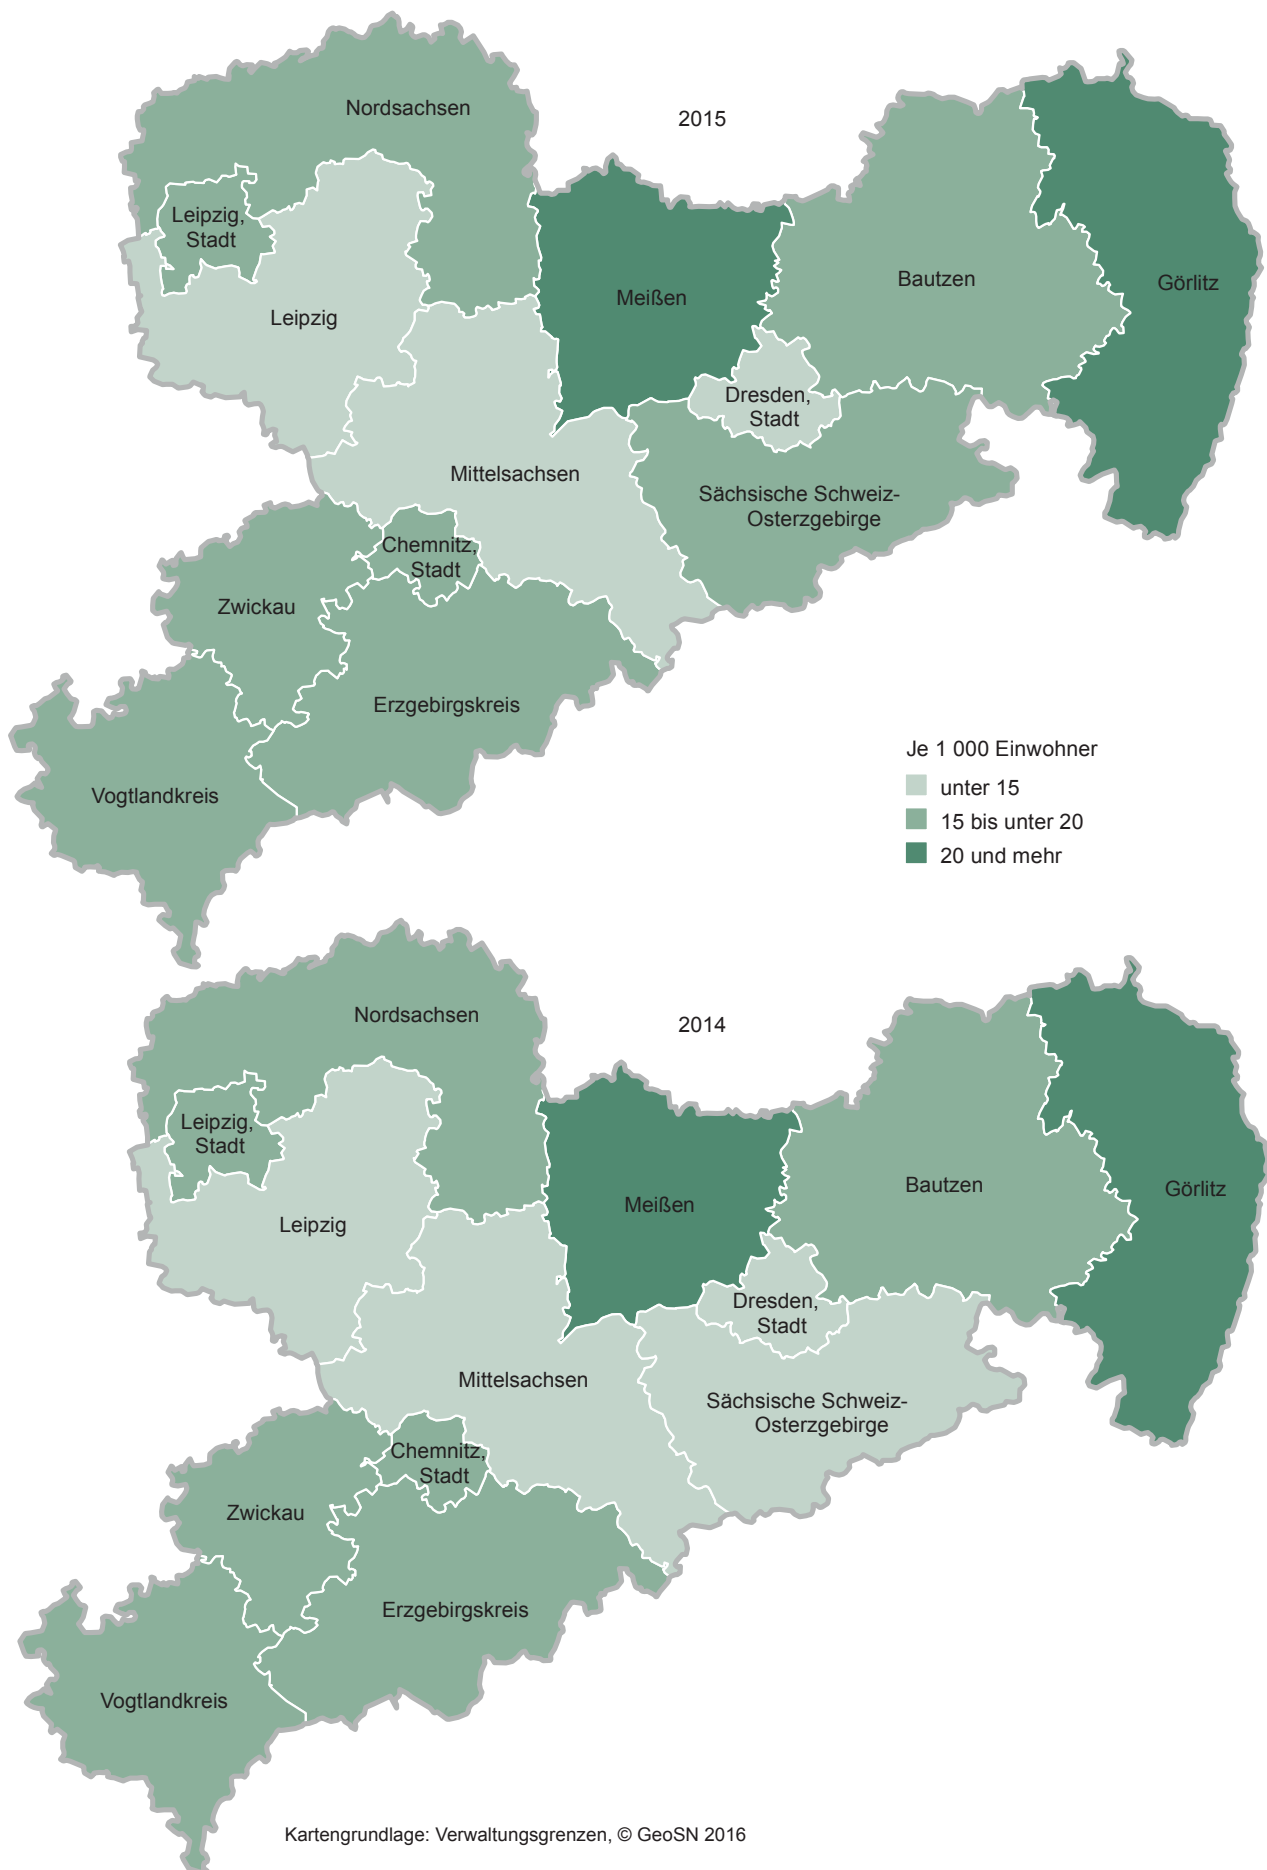 2015
Nordsachsen
Leipzig,
Stadt
Leipzig
Meißen
Bautzen
Görlitz
Dresden,
Stadt
Mittelsachsen
Sächsische Schweiz-
Osterzgebirge
Chemnitz,
Stadt
Zwickau
Erzgebirgskreis
Vogtlandkreis
Je 1 000 Einwohner
unter 15
15 bis unter 20
20 und mehr
2014
Nordsachsen
Leipzig,
Stadt
Leipzig
Meißen
Bautzen
Görlitz
Dresden,
Stadt
Mittelsachsen
Sächsische Schweiz-
Osterzgebirge
Chemnitz,
Stadt
Zwickau
Erzgebirgskreis
Vogtlandkreis
Kartengrundlage: Verwaltungsgrenzen, © GeoSN 2016